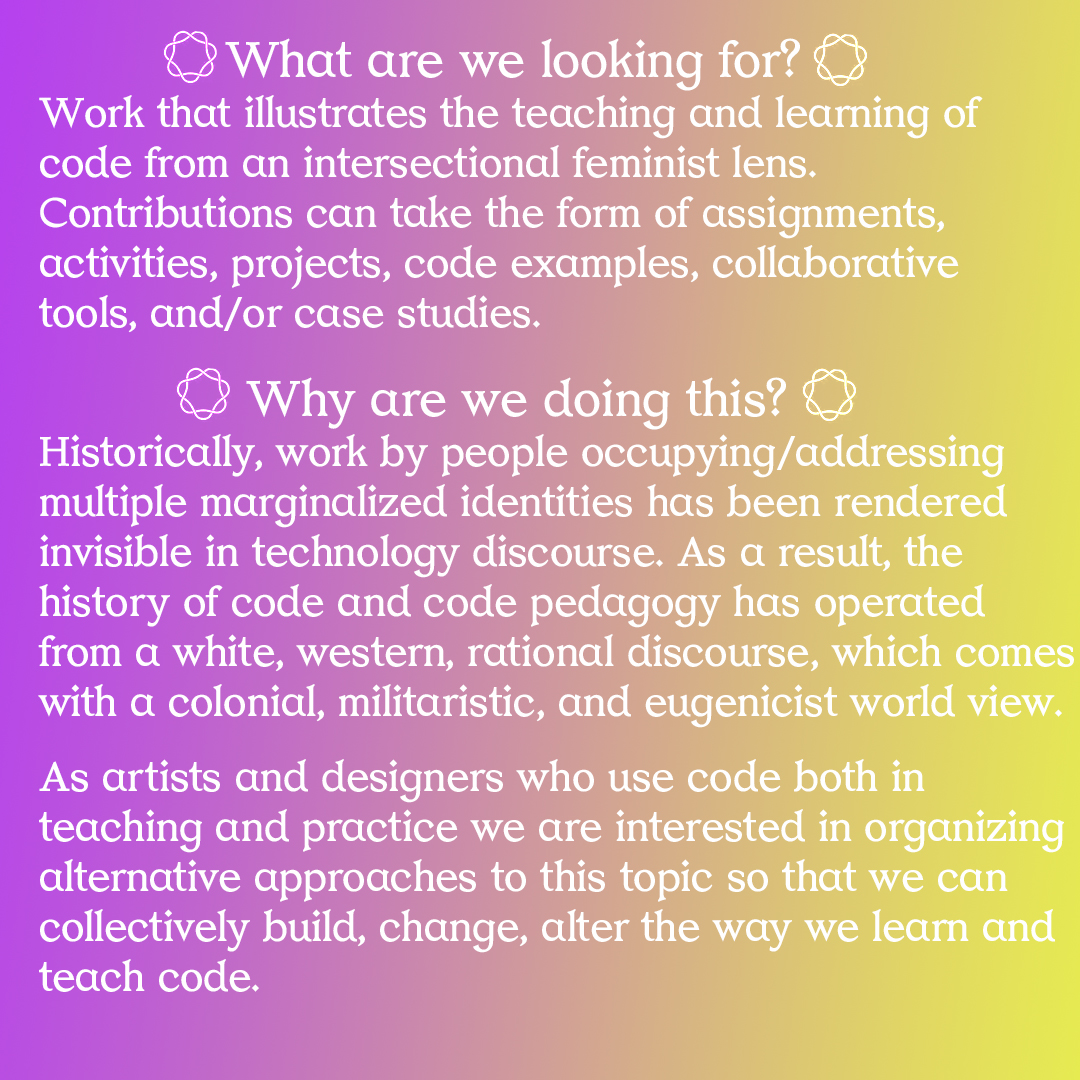 What are we looking for?
Work that illustrates the teaching and learning of
code from an intersectional feminist lens.
Contributions can take the form of assignments,
activities, projects, code examples, collaborative
tools, and/or case studies.
Why are we doing this?
Historically, work by people occupying/addressing
multiple marginalized identities has been rendered
invisible in technology discourse. As a result, the
history of code and code pedagogy has operated
from a white, western, rational discourse, which comes
with a colonial, militaristic, and eugenicist world view.
As artists and designers who use code both in
teaching and practice we are interested in organizing
alternative approaches to this topic so that we can
collectively build, change, alter the way we learn and
teach code.